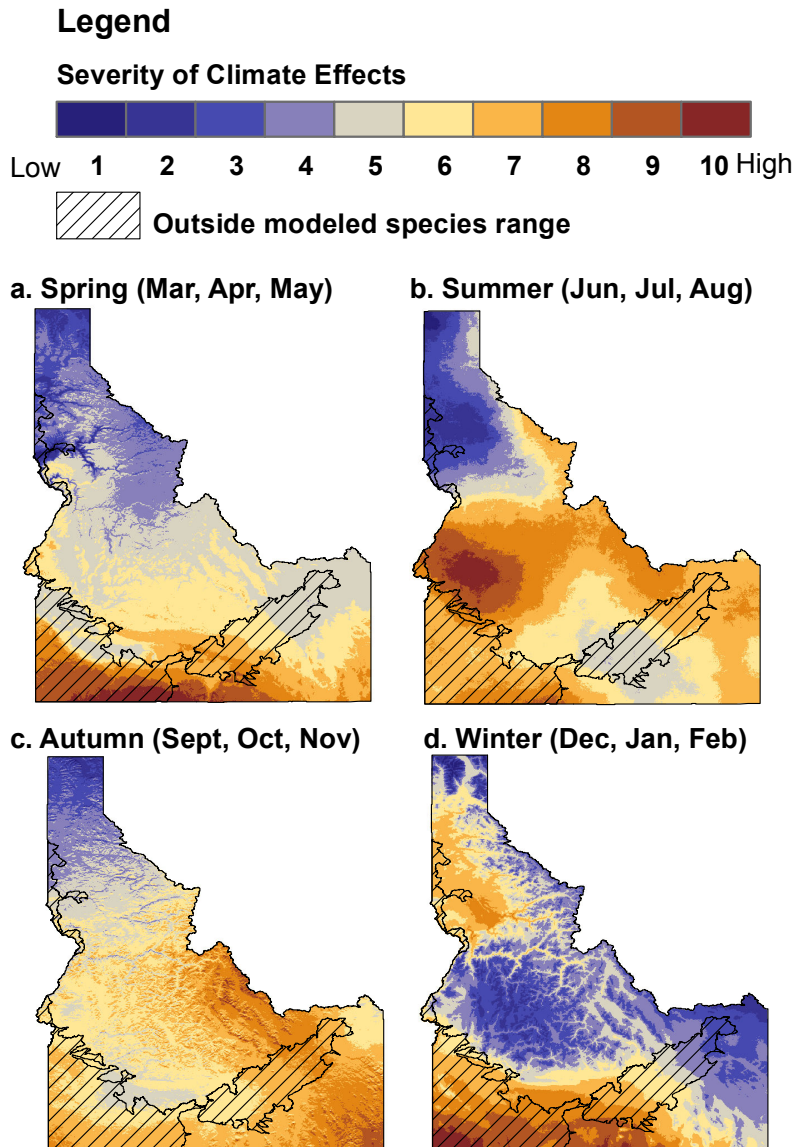 Legend
Severity of Climate Effects
Low 1 2 3 4 5 6 7 8 9 10 High
Outside modeled species range
a. Spring (Mar, Apr, May) b. Summer (Jun, Jul, Aug)
c. Autumn (Sept, Oct, Nov) d. Winter (Dec, Jan, Feb)